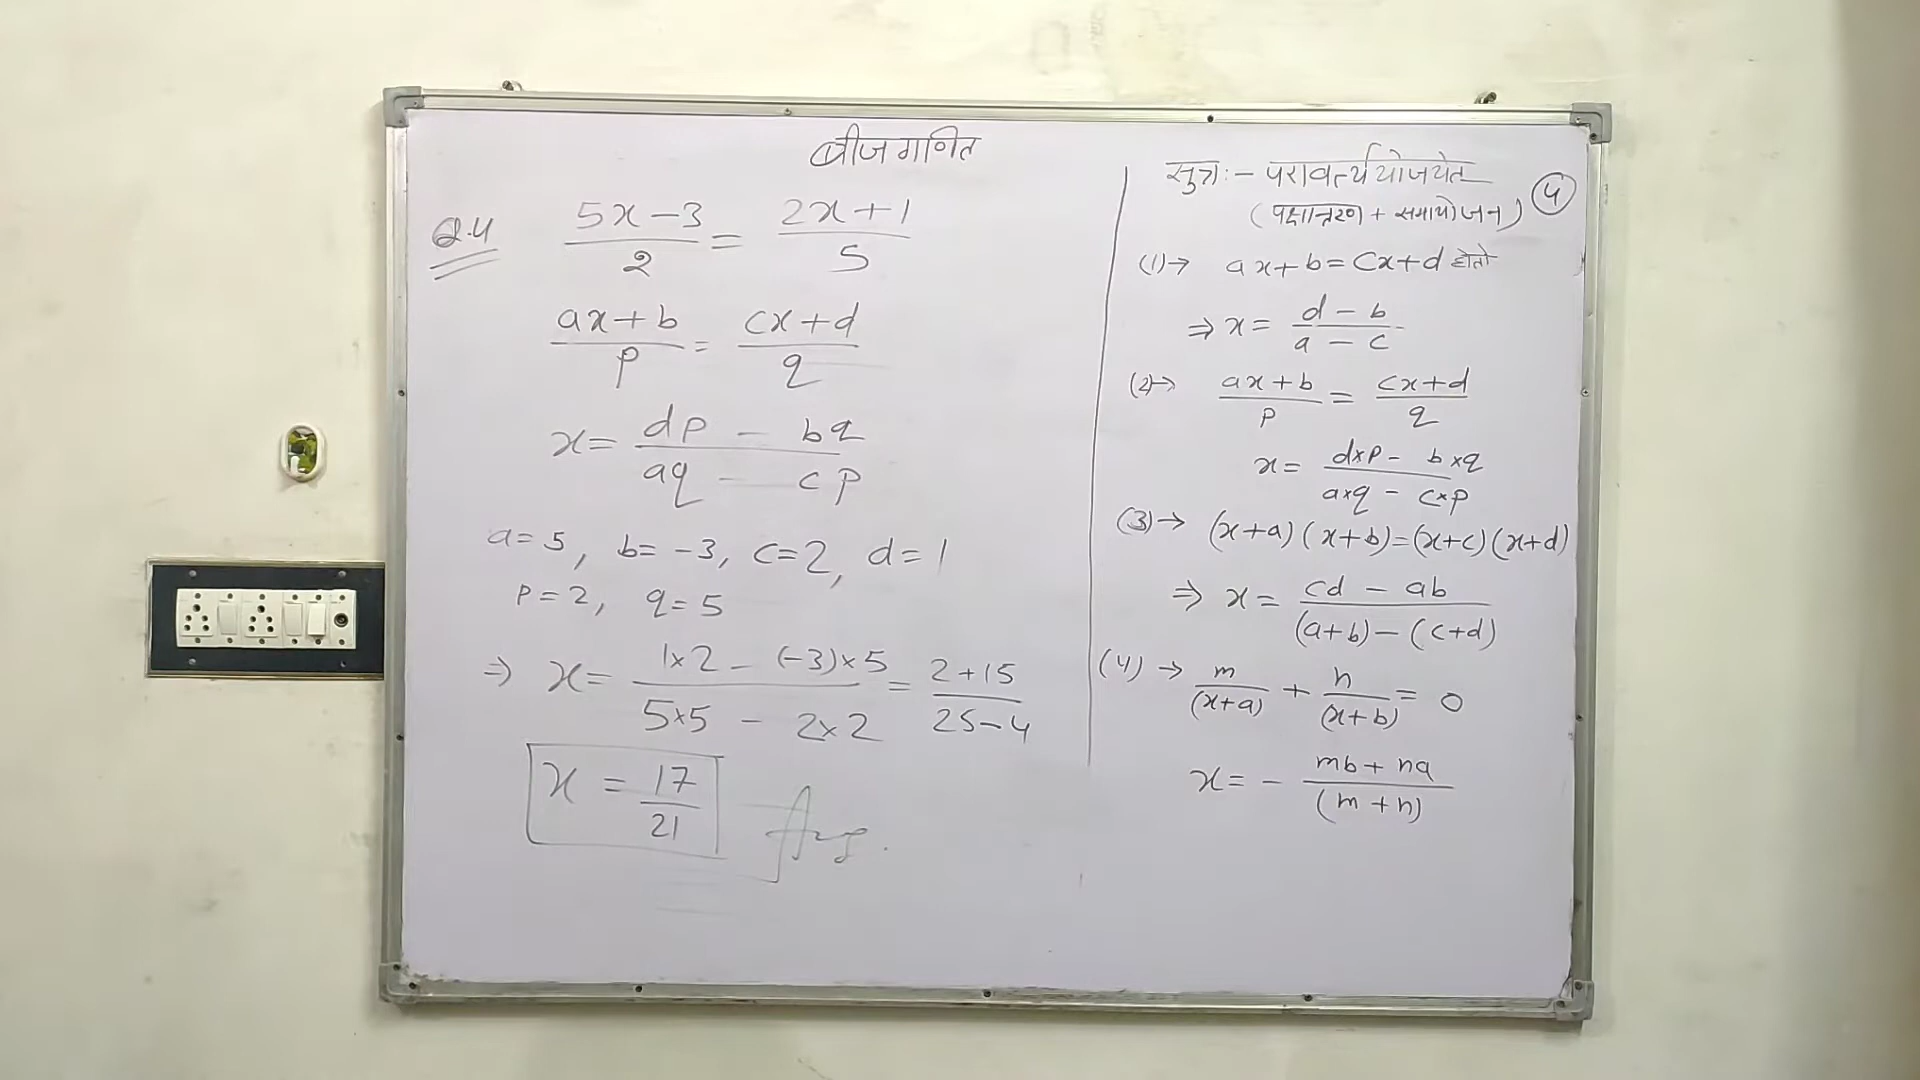 बीजगणित
Q.4 (5x-3)/2 = (2x+1)/5
(ax+b)/p = (cx+d)/q
x = (dp - bq)/(aq - cp)
a=5, b=-3, c=2, d=1
p=2, q=5
⇒ x = (1×2 - (-3)×5)/(5×5 - 2×2) = (2+15)/(25-4)
x = 17/21 Ans.
सुत्र:- परावर्त्य योजयेत
(पक्षान्तरण + समायोजन) ④
(1)→ ax+b=cx+d होतो
⇒ x = (d-b)/(a-c)
(2)→ (ax+b)/p = (cx+d)/q
x = (d×p - b×q)/(a×q - c×p)
(3)→ (x+a)(x+b)=(x+c)(x+d)
⇒ x = (cd - ab)/((a+b)-(c+d))
(4)→ m/(x+a) + n/(x+b) = 0
x = - (mb+na)/(m+n)